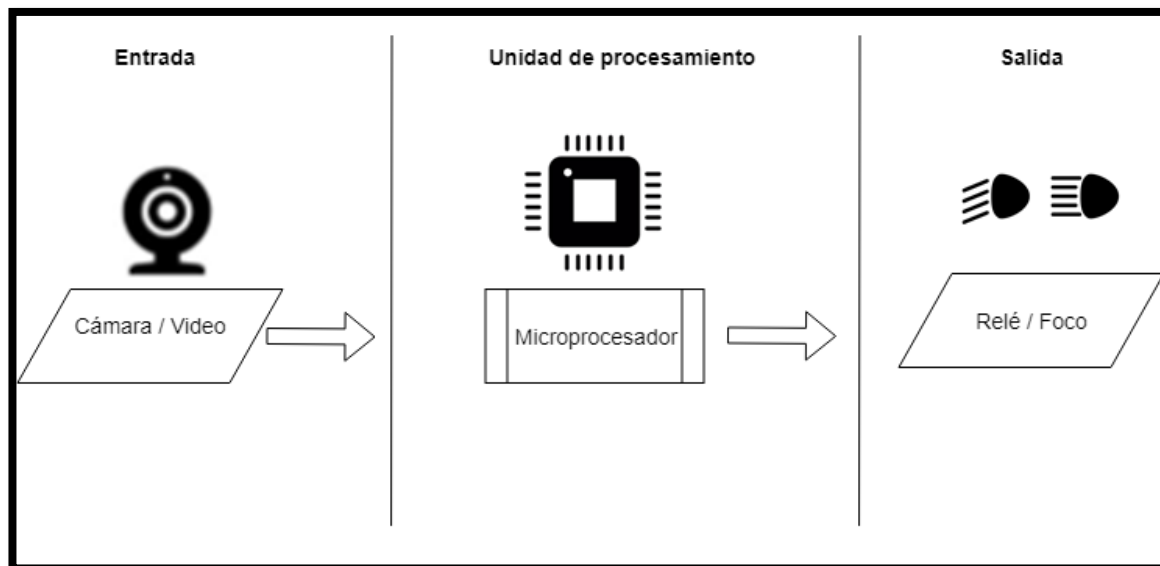 Entrada
Unidad de procesamiento
Salida
Cámara / Video
Microprocesador
Relé / Foco